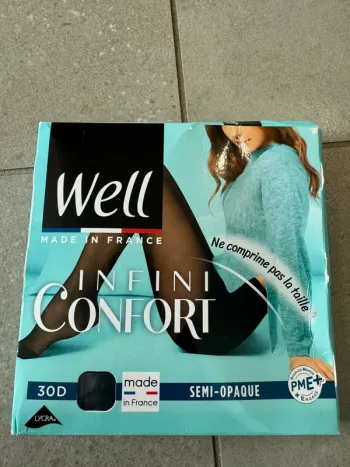 Well
MADE IN FRANCE
Ne comprime pas la taille
INFINI
CONFORT
30D
made
in France
SEMI-OPAQUE
PME+
ENGAGÉ
LYCRA